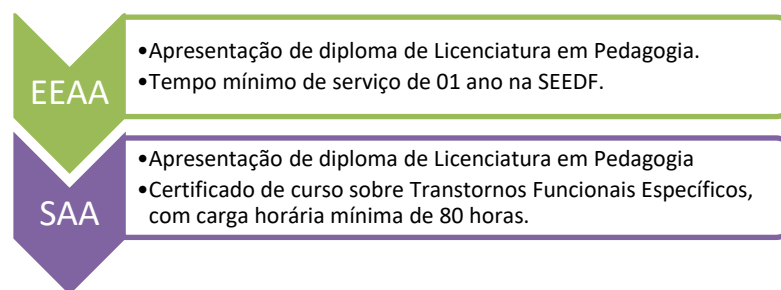 EEAA
•Apresentação de diploma de Licenciatura em Pedagogia.
•Tempo mínimo de serviço de 01 ano na SEEDF.
SAA
•Apresentação de diploma de Licenciatura em Pedagogia
•Certificado de curso sobre Transtornos Funcionais Específicos,
com carga horária mínima de 80 horas.